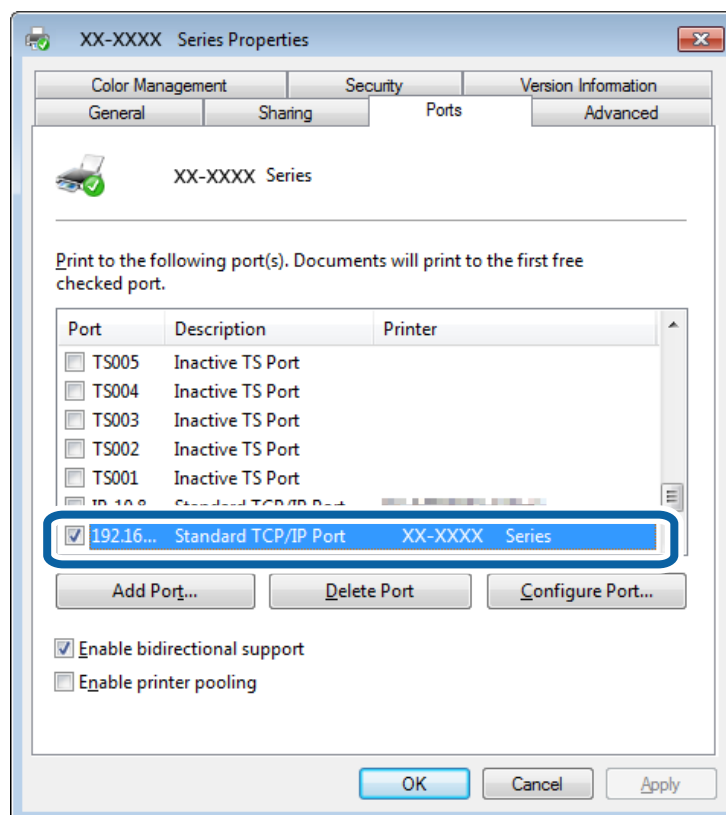 XX-XXXX Series Properties
Color Management Security Version Information
General Sharing Ports Advanced
XX-XXXX Series
Print to the following port(s). Documents will print to the first free
checked port.
Port Description Printer
TS005 Inactive TS Port
TS004 Inactive TS Port
TS003 Inactive TS Port
TS002 Inactive TS Port
TS001 Inactive TS Port
Standard TCP/IP Port
192.16... Standard TCP/IP Port XX-XXXX Series
Add Port... Delete Port Configure Port...
Enable bidirectional support
Enable printer pooling
OK Cancel Apply